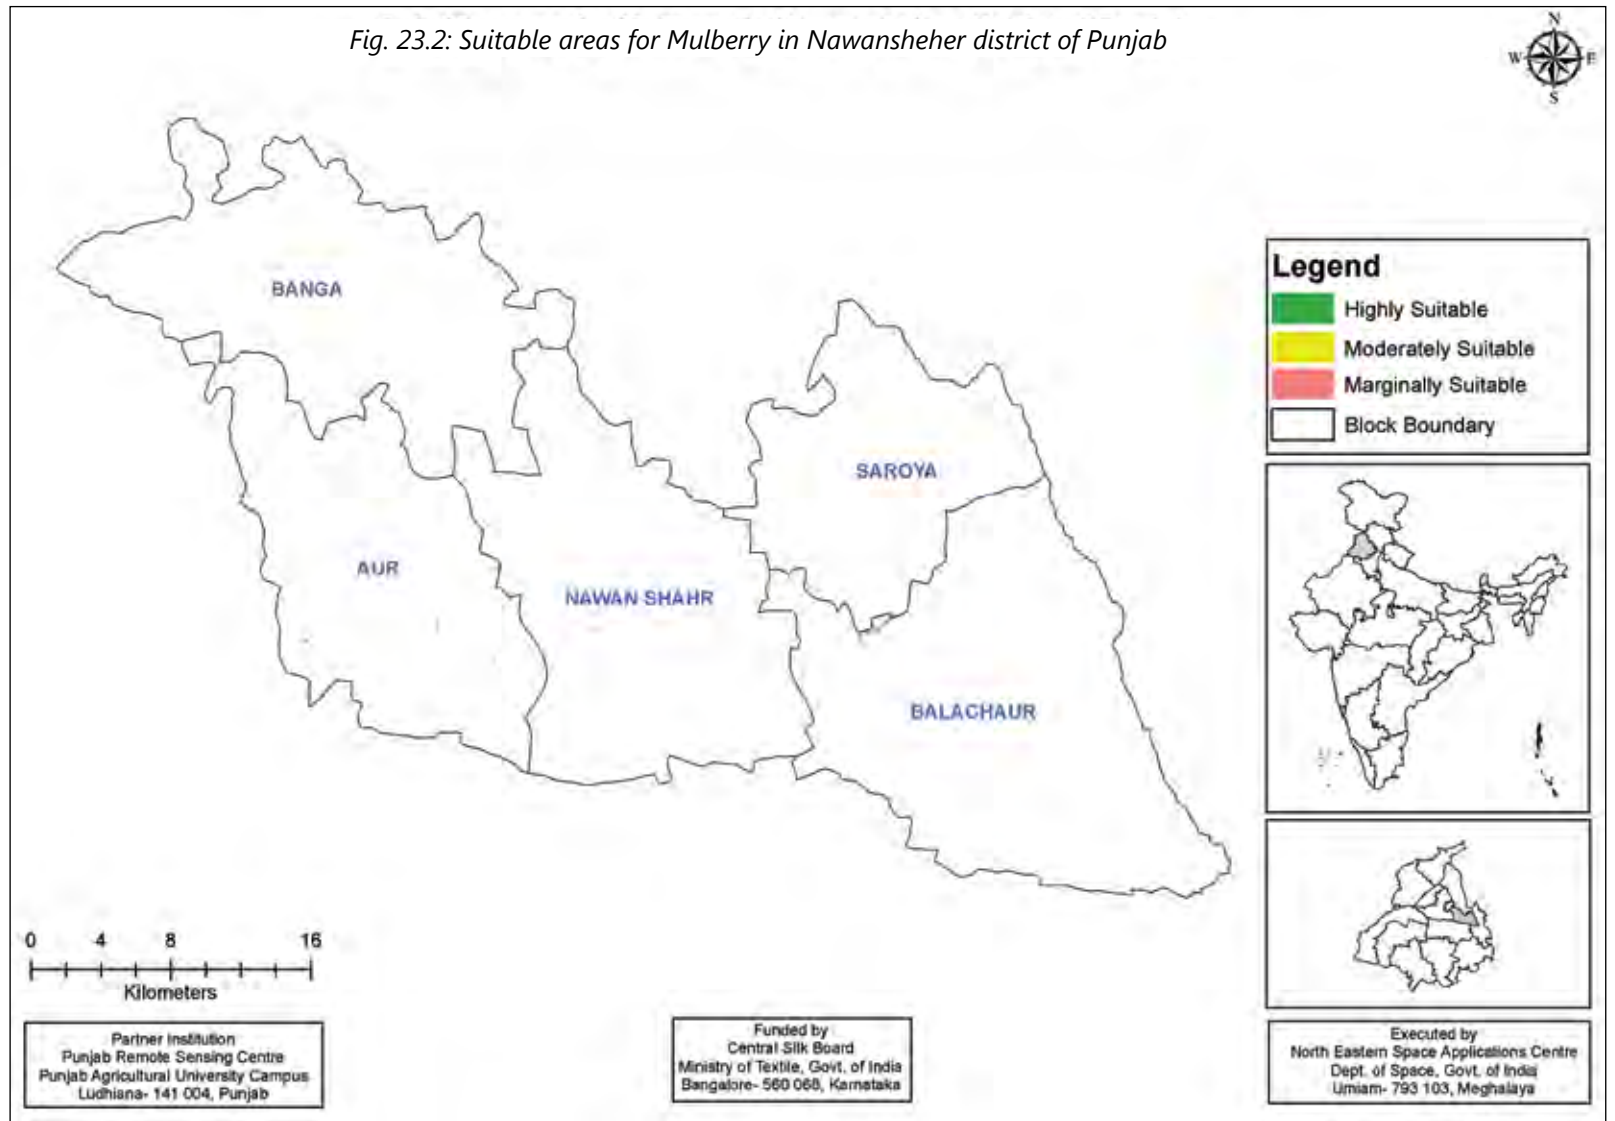 Fig. 23.2: Suitable areas for Mulberry in Nawansheher district of Punjab
N
W E
S
BANGA
SAROYA
AUR
NAWAN SHAHR
BALACHAUR
Legend
Highly Suitable
Moderately Suitable
Marginally Suitable
Block Boundary
0 4 8 16
Kilometers
Partner Institution
Punjab Remote Sensing Centre
Punjab Agricultural University Campus
Ludhiana- 141 004, Punjab
Funded by
Central Silk Board
Ministry of Textile, Govt. of India
Bangalore- 560 068, Karnataka
Executed by
North Eastern Space Applications Centre
Dept. of Space, Govt. of India
Umiam- 793 103, Meghalaya